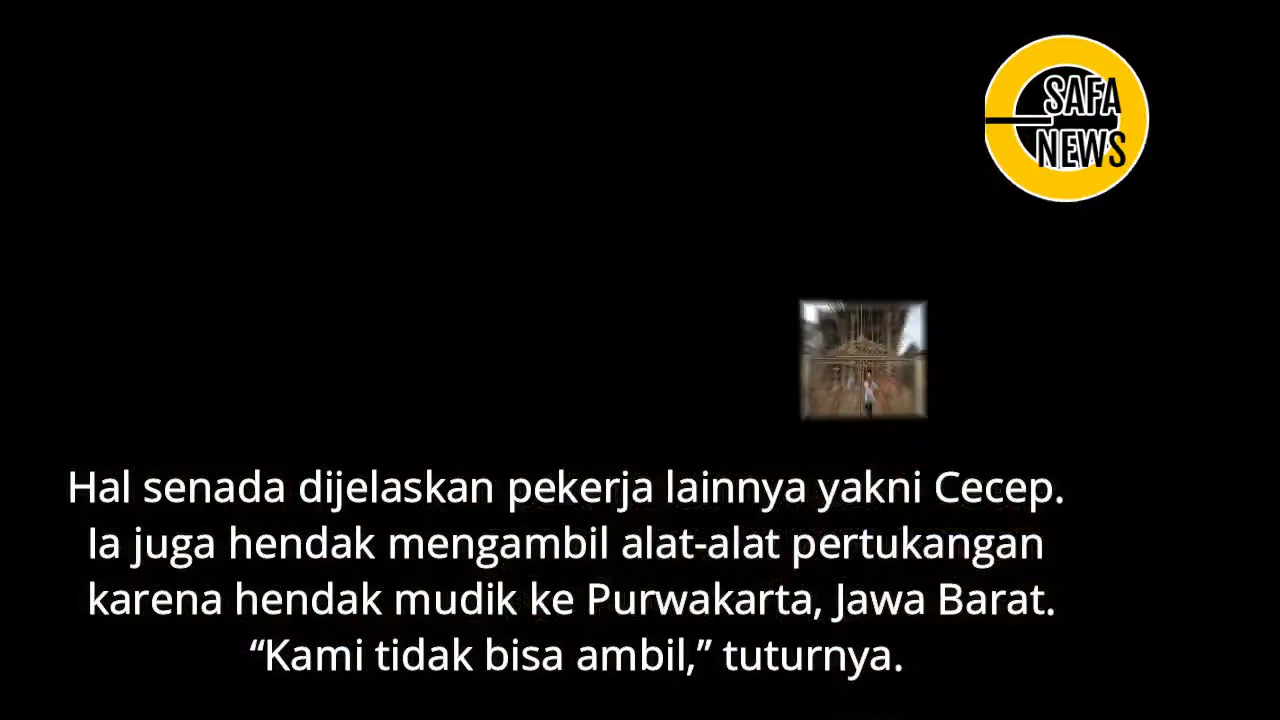 SAFA
NEWS
Hal senada dijelaskan pekerja lainnya yakni Cecep.
Ia juga hendak mengambil alat-alat pertukangan
karena hendak mudik ke Purwakarta, Jawa Barat.
“Kami tidak bisa ambil,” tuturnya.